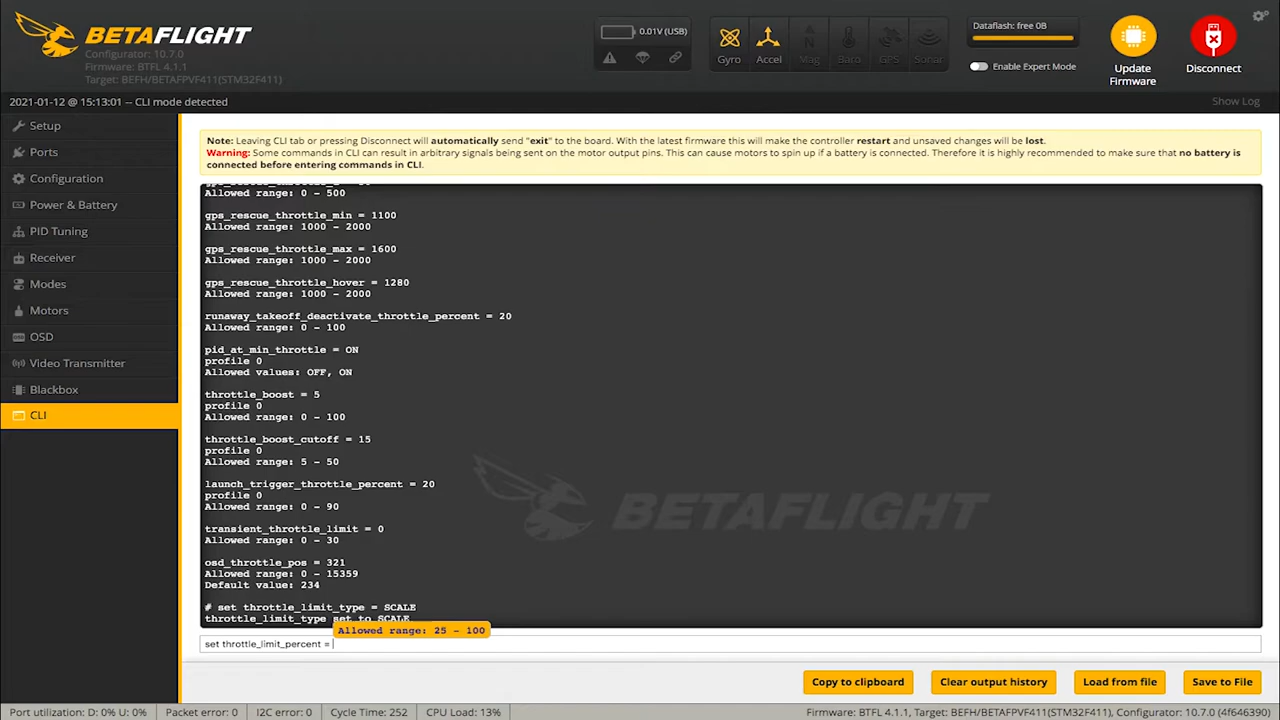 BETAFLIGHT
Configurator: 10.7.0
Firmware: BTFL 4.1.1
Target: BEFH/BETAFPVF411(STM32F411)
0.01V (USB)
Gyro
Accel
Mag
Baro
GPS
Sonar
Dataflash: free 0B
Enable Expert Mode
Update
Firmware
Disconnect
2021-01-12 @ 15:13:01 -- CLI mode detected
Show Log
Setup
Ports
Configuration
Power & Battery
PID Tuning
Receiver
Modes
Motors
OSD
Video Transmitter
Blackbox
CLI
Note: Leaving CLI tab or pressing Disconnect will automatically send "exit" to the board. With the latest firmware this will make the controller restart and unsaved changes will be lost.
Warning: Some commands in CLI can result in arbitrary signals being sent on the motor output pins. This can cause motors to spin up if a battery is connected. Therefore it is highly recommended to make sure that no battery is
connected before entering commands in CLI.
Allowed range: 0 - 500
gps_rescue_throttle_min = 1100
Allowed range: 1000 - 2000
gps_rescue_throttle_max = 1600
Allowed range: 1000 - 2000
gps_rescue_throttle_hover = 1280
Allowed range: 1000 - 2000
runaway_takeoff_deactivate_throttle_percent = 20
Allowed range: 0 - 100
pid_at_min_throttle = ON
profile 0
Allowed values: OFF, ON
throttle_boost = 5
profile 0
Allowed range: 0 - 100
throttle_boost_cutoff = 15
profile 0
Allowed range: 5 - 50
launch_trigger_throttle_percent = 20
profile 0
Allowed range: 0 - 90
transient_throttle_limit = 0
Allowed range: 0 - 30
osd_throttle_pos = 321
Allowed range: 0 - 15359
Default value: 234
# set throttle_limit_type = SCALE
throttle_limit_type set to SCALE
BETAFLIGHT
Allowed range: 25 - 100
set throttle_limit_percent =
Copy to clipboard
Clear output history
Load from file
Save to File
Port utilization: D: 0% U: 0%
Packet error: 0
I2C error: 0
Cycle Time: 252
CPU Load: 13%
Firmware: BTFL 4.1.1, Target: BEFH/BETAFPVF411(STM32F411), Configurator: 10.7.0 (4f646390)